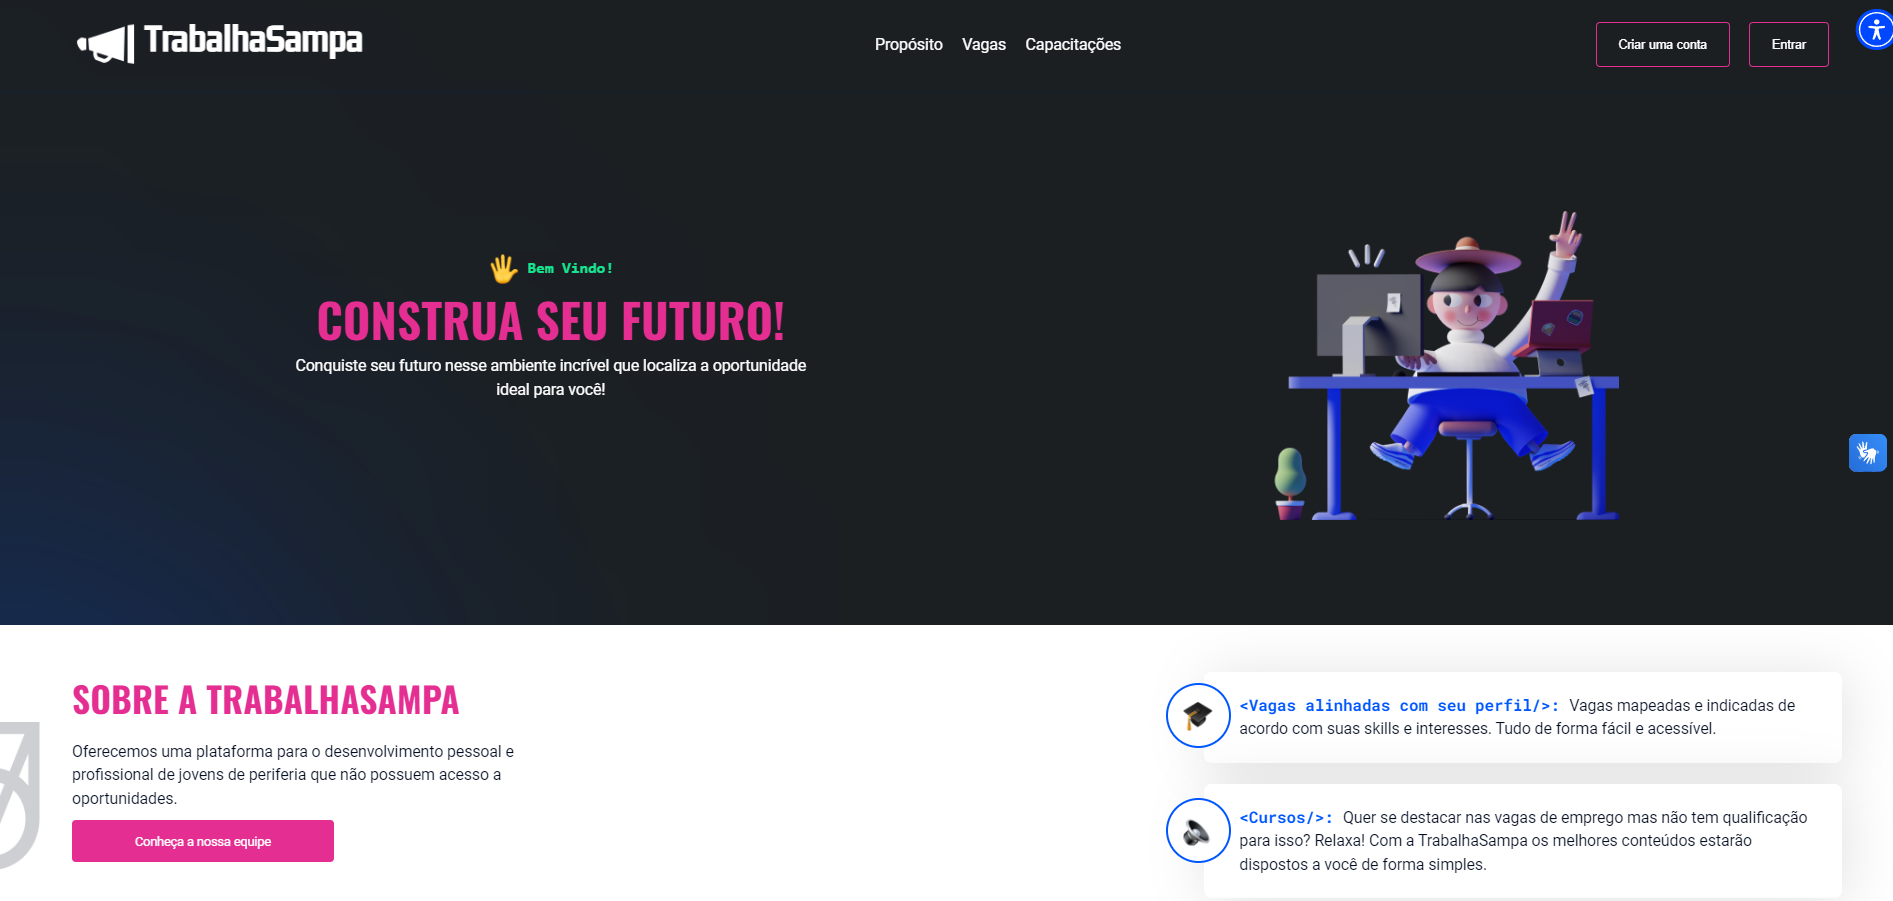 TrabalhaSampa
Propósito Vagas Capacitações
Criar uma conta Entrar
Bem Vindo!
CONSTRUA SEU FUTURO!
Conquiste seu futuro nesse ambiente incrível que localiza a oportunidade
ideal para você!
SOBRE A TRABALHASAMPA
Oferecemos uma plataforma para o desenvolvimento pessoal e
profissional de jovens de periferia que não possuem acesso a
oportunidades.
Conheça a nossa equipe
<Vagas alinhadas com seu perfil/>: Vagas mapeadas e indicadas de
acordo com suas skills e interesses. Tudo de forma fácil e acessível.
<Cursos/>: Quer se destacar nas vagas de emprego mas não tem qualificação
para isso? Relaxa! Com a TrabalhaSampa os melhores conteúdos estarão
dispostos a você de forma simples.